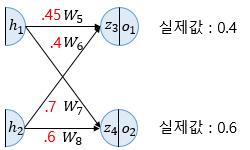 h₁ .45 W₅ z₃ o₁ 실제값 : 0.4
.4 W₆
.7 W₇
h₂ .6 W₈ z₄ o₂ 실제값 : 0.6